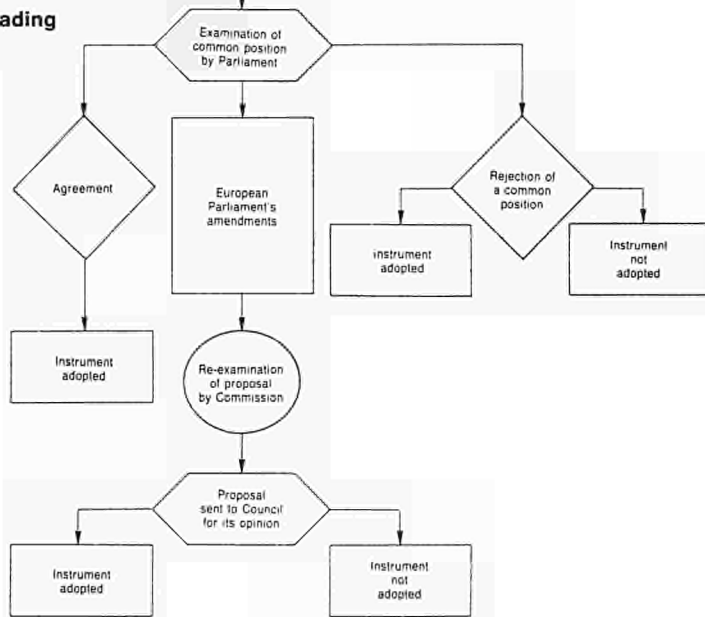 ading
Examination of
common position
by Parliament
Agreement
European
Parliament's
amendments
Rejection of
a common
position
instrument
adopted
Instrument
not
adopted
Instrument
adopted
Re-examination
of proposal
by Commission
Proposal
sent to Council
for its opinion
Instrument
adopted
Instrument
not
adopted